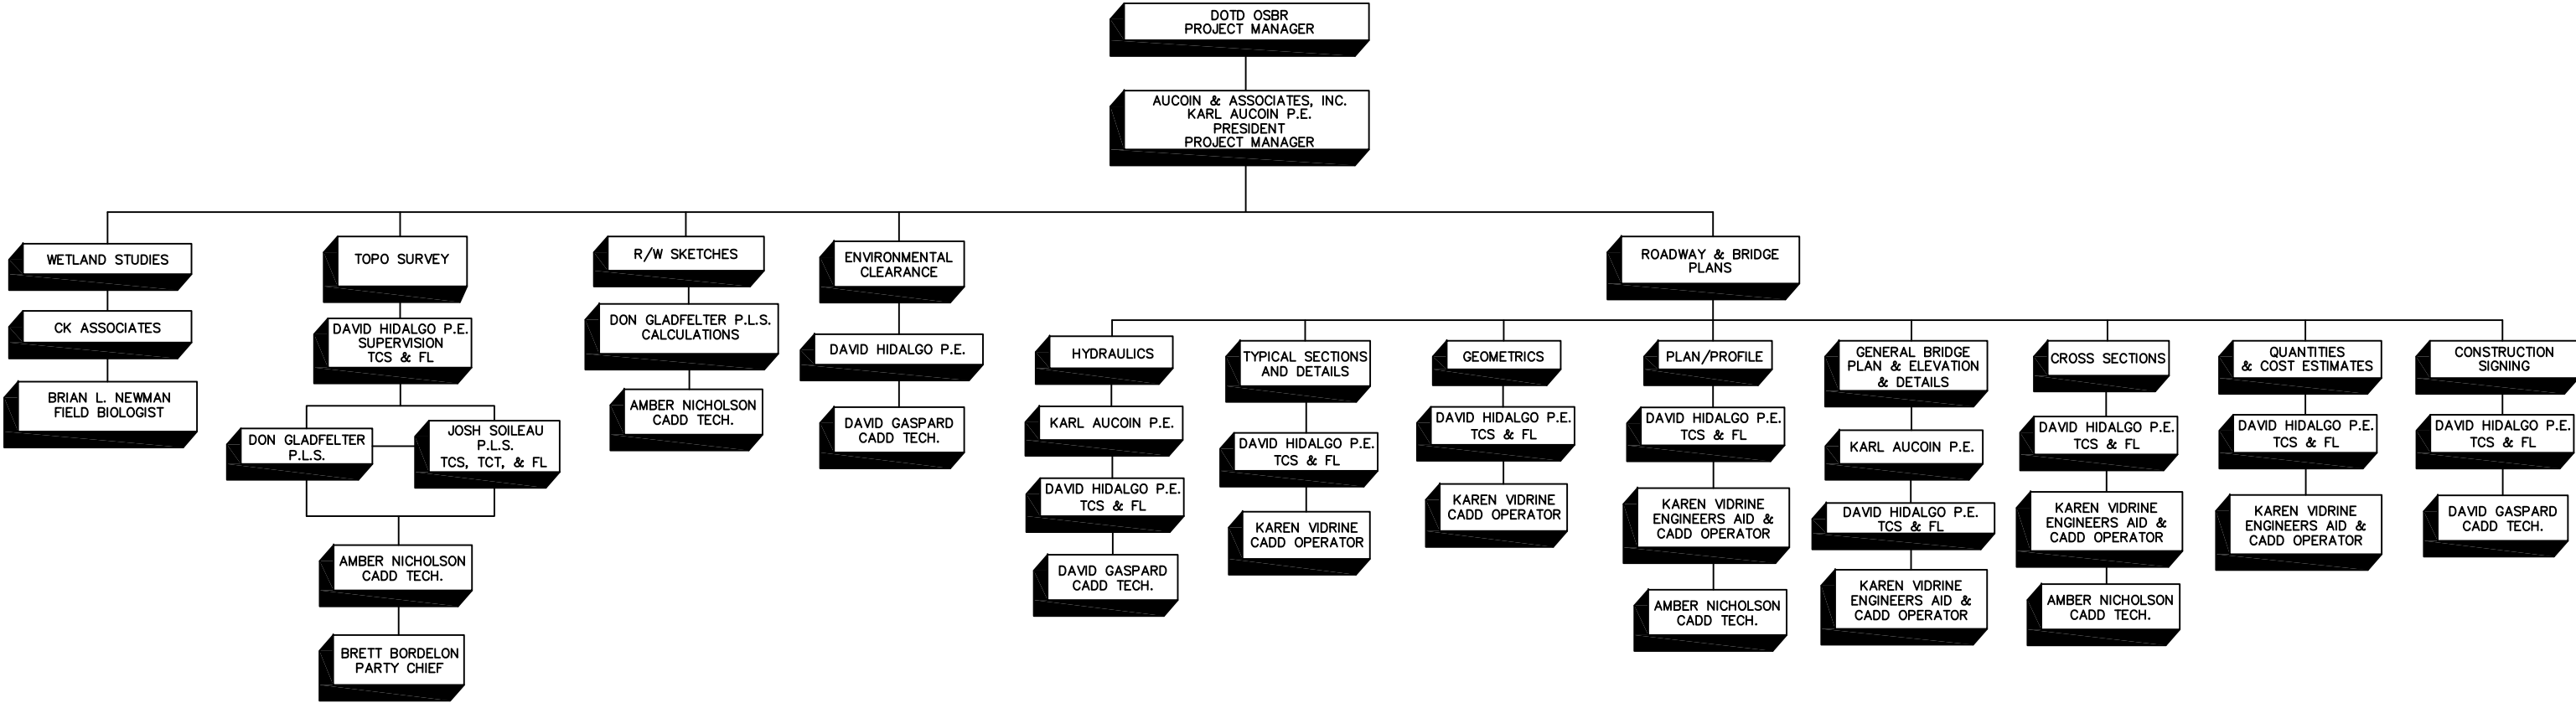 DOTD OSBR
PROJECT MANAGER
AUCOIN & ASSOCIATES, INC.
KARL AUCOIN P.E.
PRESIDENT
PROJECT MANAGER
WETLAND STUDIES
CK ASSOCIATES
BRIAN L. NEWMAN
FIELD BIOLOGIST
TOPO SURVEY
DAVID HIDALGO P.E.
SUPERVISION
TCS & FL
DON GLADFELTER
P.L.S.
JOSH SOILEAU
P.L.S.
TCS, TCT, & FL
AMBER NICHOLSON
CADD TECH.
BRETT BORDELON
PARTY CHIEF
R/W SKETCHES
DON GLADFELTER P.L.S.
CALCULATIONS
AMBER NICHOLSON
CADD TECH.
ENVIRONMENTAL
CLEARANCE
DAVID HIDALGO P.E.
DAVID GASPARD
CADD TECH.
ROADWAY & BRIDGE
PLANS
HYDRAULICS
KARL AUCOIN P.E.
DAVID HIDALGO P.E.
TCS & FL
DAVID GASPARD
CADD TECH.
TYPICAL SECTIONS
AND DETAILS
DAVID HIDALGO P.E.
TCS & FL
KAREN VIDRINE
CADD OPERATOR
GEOMETRICS
DAVID HIDALGO P.E.
TCS & FL
KAREN VIDRINE
CADD OPERATOR
PLAN/PROFILE
DAVID HIDALGO P.E.
TCS & FL
KAREN VIDRINE
ENGINEERS AID &
CADD OPERATOR
AMBER NICHOLSON
CADD TECH.
GENERAL BRIDGE
PLAN & ELEVATION
& DETAILS
KARL AUCOIN P.E.
DAVID HIDALGO P.E.
TCS & FL
KAREN VIDRINE
ENGINEERS AID &
CADD OPERATOR
CROSS SECTIONS
DAVID HIDALGO P.E.
TCS & FL
KAREN VIDRINE
ENGINEERS AID &
CADD OPERATOR
AMBER NICHOLSON
CADD TECH.
QUANTITIES
& COST ESTIMATES
DAVID HIDALGO P.E.
TCS & FL
KAREN VIDRINE
ENGINEERS AID &
CADD OPERATOR
CONSTRUCTION
SIGNING
DAVID HIDALGO P.E.
TCS & FL
DAVID GASPARD
CADD TECH.